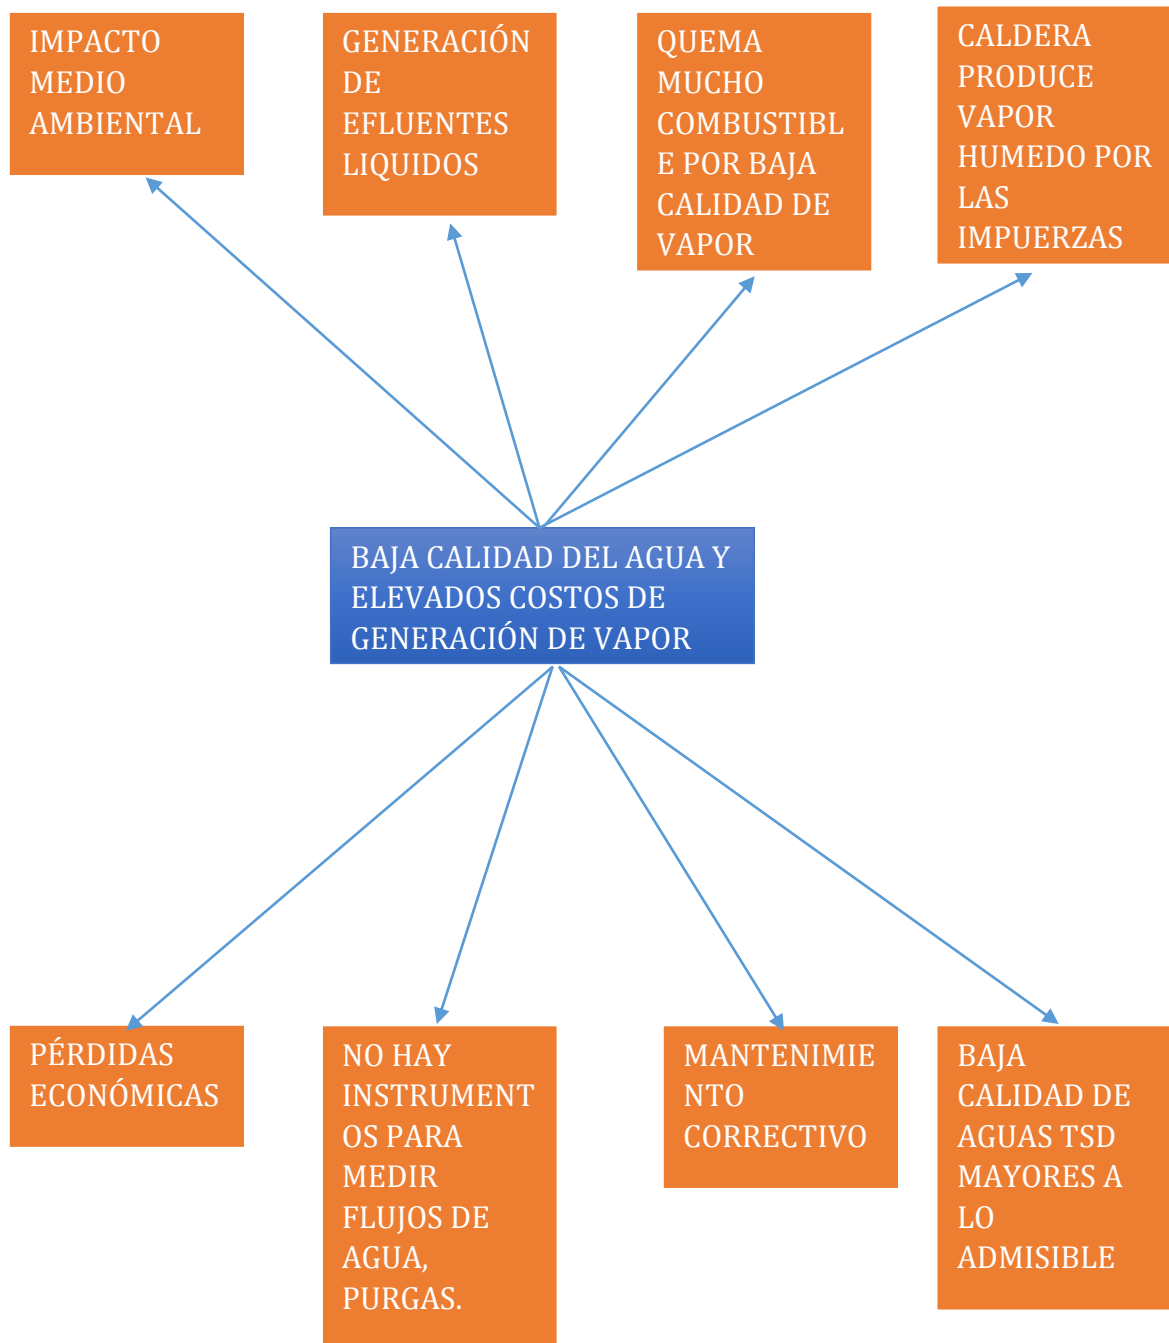 IMPACTO
MEDIO
AMBIENTAL
GENERACIÓN
DE
EFLUENTES
LIQUIDOS
QUEMA
MUCHO
COMBUSTIBL
E POR BAJA
CALIDAD DE
VAPOR
CALDERA
PRODUCE
VAPOR
HUMEDO POR
LAS
IMPUERZAS
BAJA CALIDAD DEL AGUA Y
ELEVADOS COSTOS DE
GENERACIÓN DE VAPOR
PÉRDIDAS
ECONÓMICAS
NO HAY
INSTRUMENT
OS PARA
MEDIR
FLUJOS DE
AGUA,
PURGAS.
MANTENIMIE
NTO
CORRECTIVO
BAJA
CALIDAD DE
AGUAS TSD
MAYORES A
LO
ADMISIBLE